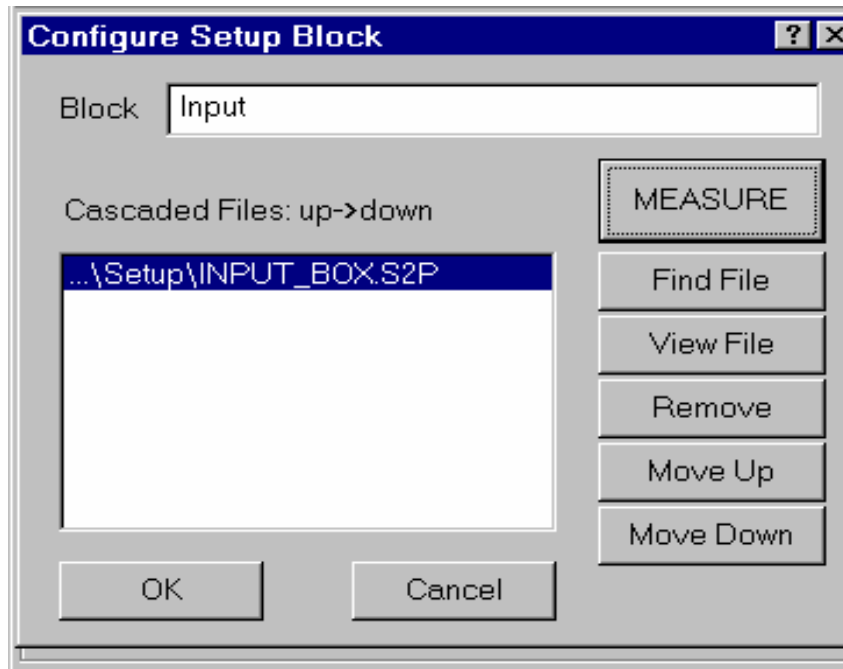 Configure Setup Block
Block
Input
MEASURE
Cascaded Files: up->down
...\Setup\INPUT_BOX.S2P
Find File
View File
Remove
Move Up
Move Down
OK
Cancel